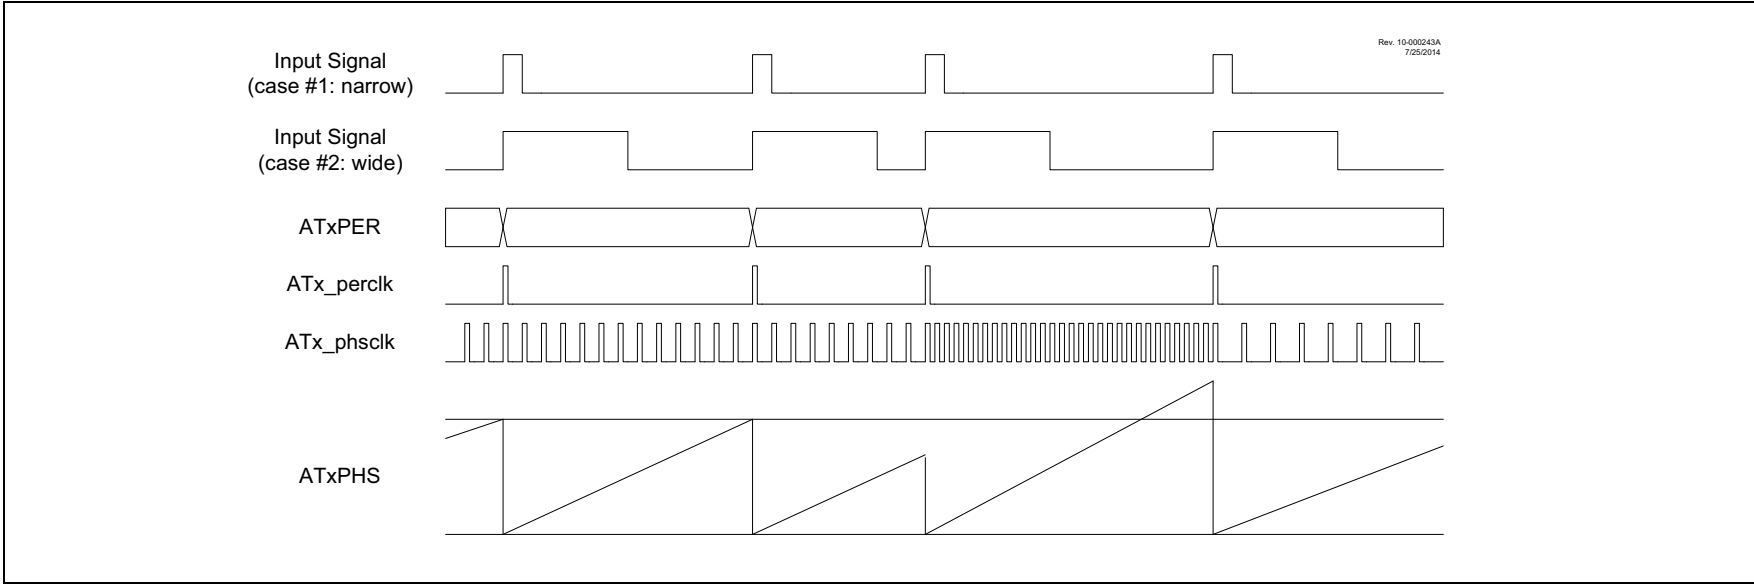 Rev. 10-000243A
7/25/2014
Input Signal
(case #1: narrow)
Input Signal
(case #2: wide)
ATxPER
ATx_perclk
ATx_phsclk
ATxPHS